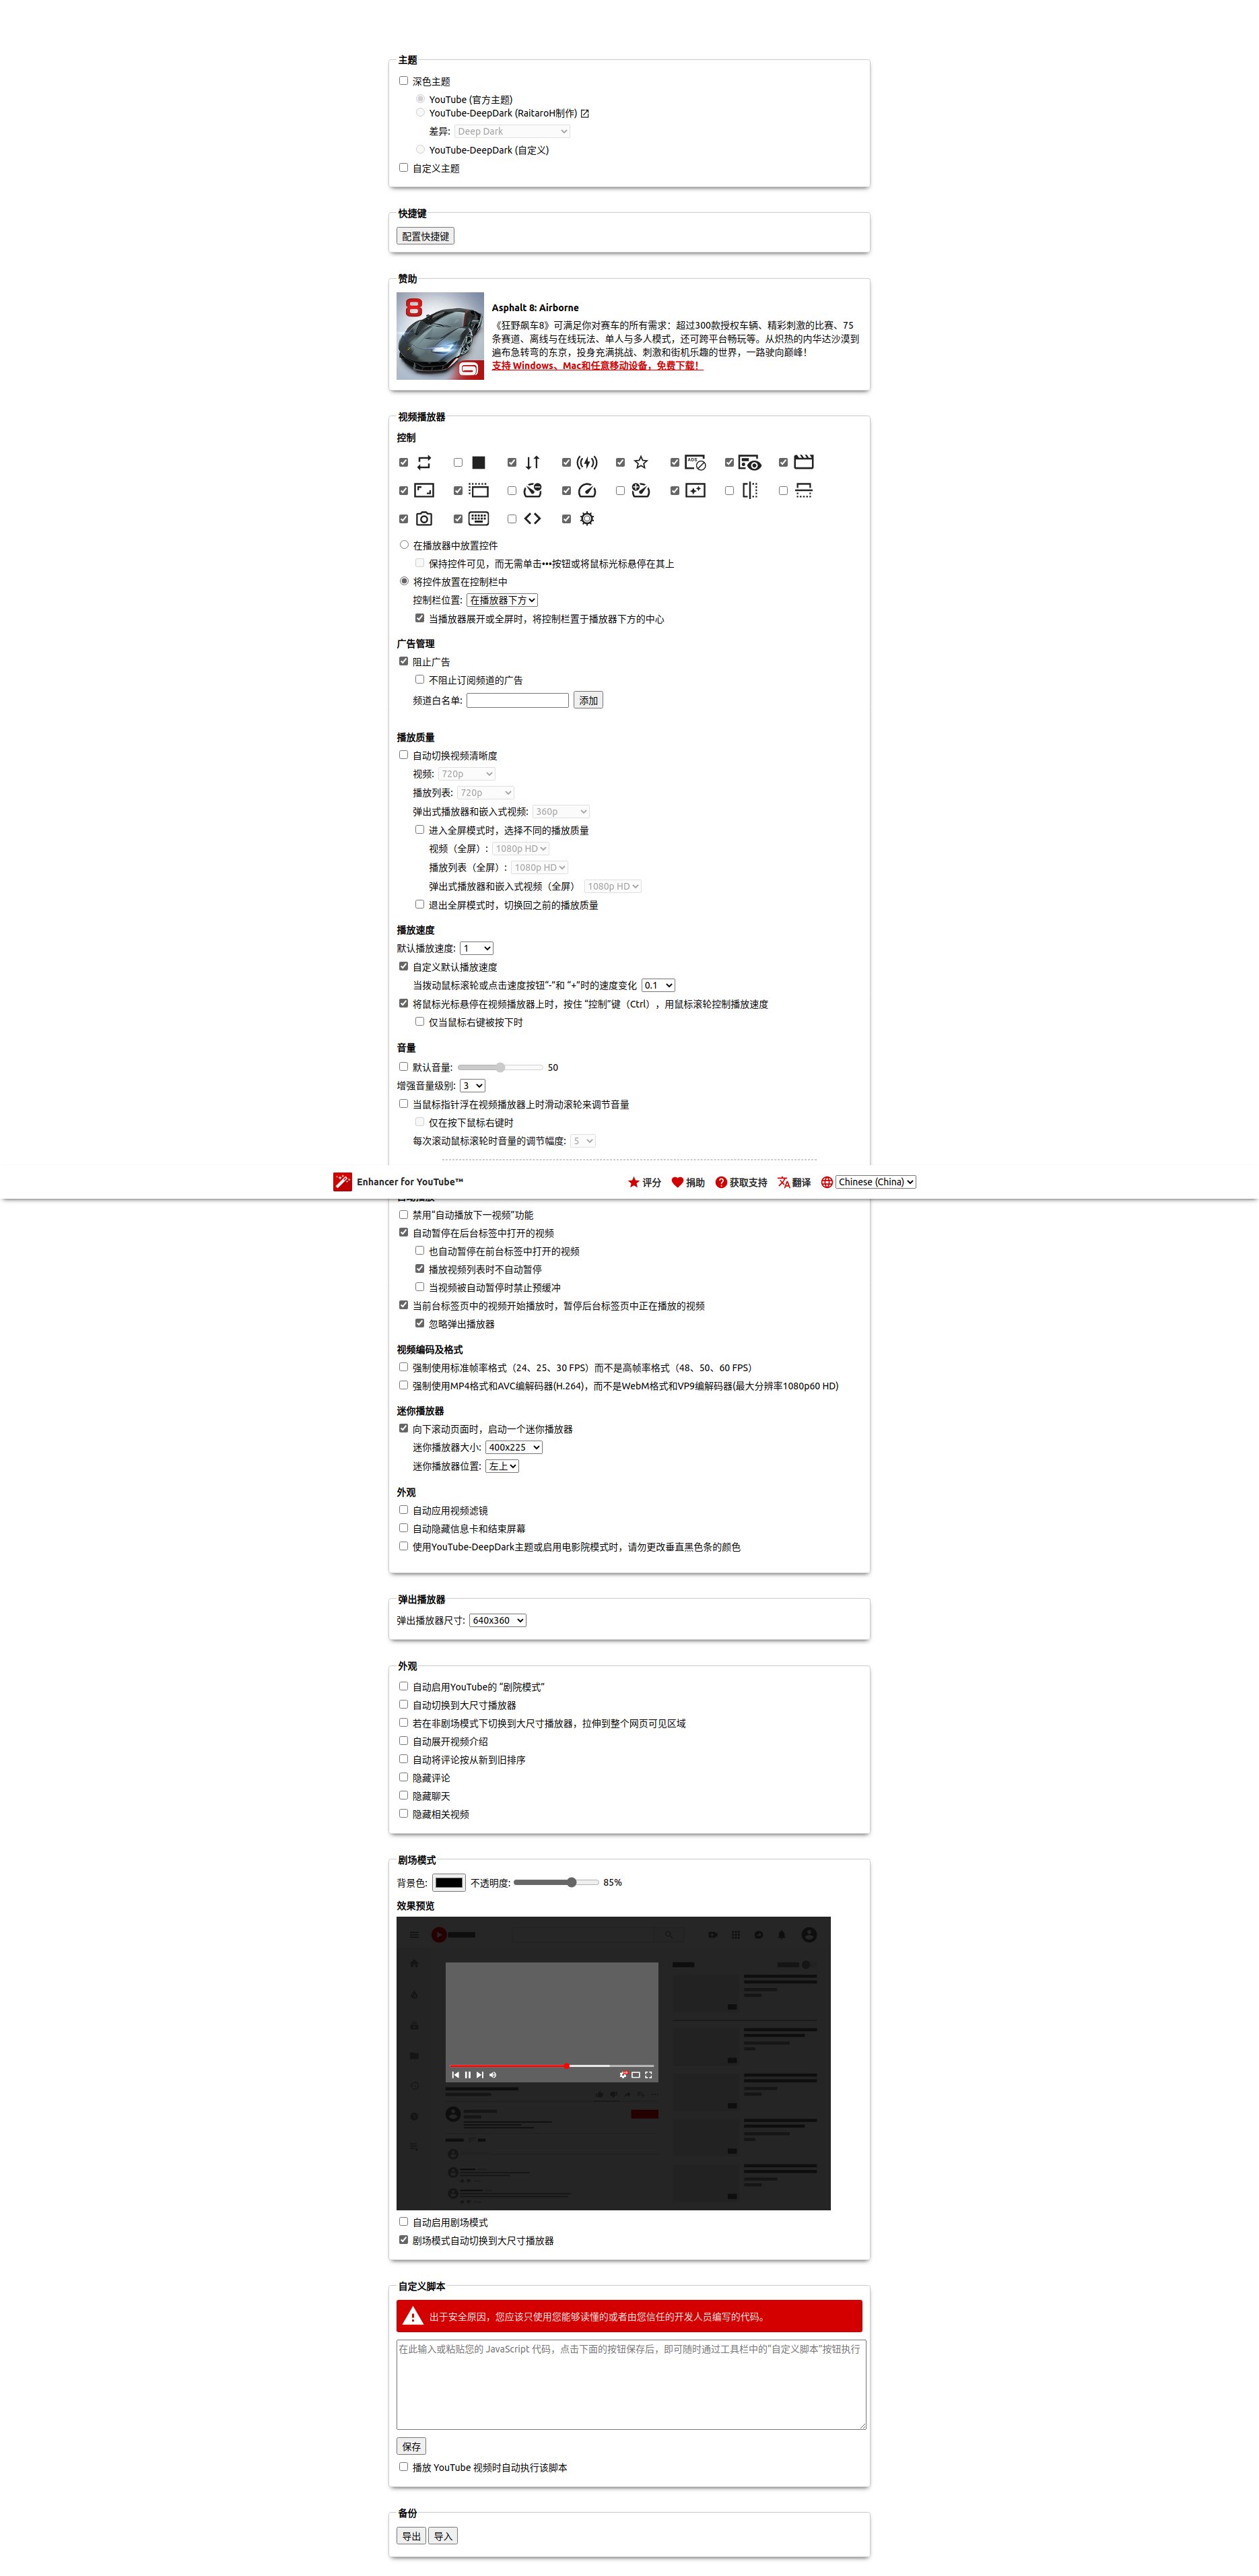 主题
深色主题
YouTube (官方主题)
YouTube-DeepDark (RaitaroH制作)
差异: Deep Dark
YouTube-DeepDark (自定义)
自定义主题
快捷键
配置快捷键
赞助
8
Asphalt 8: Airborne
《狂野飙车8》可满足你对赛车的所有需求：超过300款授权车辆、精彩刺激的比赛、75
条赛道、离线与在线玩法、单人与多人模式，还可跨平台畅玩等。从炽热的内华达沙漠到
遍布急转弯的东京，投身充满挑战、刺激和街机乐趣的世界，一路驶向巅峰！
支持 Windows、Mac和任意移动设备，免费下载！
视频播放器
控制
ADS
在播放器中放置控件
保持控件可见，而无需单击•••按钮或将鼠标光标悬停在其上
将控件放置在控制栏中
控制栏位置: 在播放器下方
当播放器展开或全屏时，将控制栏置于播放器下方的中心
广告管理
阻止广告
不阻止订阅频道的广告
频道白名单: 添加
播放质量
自动切换视频清晰度
视频: 720p
播放列表: 720p
弹出式播放器和嵌入式视频: 360p
进入全屏模式时，选择不同的播放质量
视频（全屏）: 1080p HD
播放列表（全屏）: 1080p HD
弹出式播放器和嵌入式视频（全屏） 1080p HD
退出全屏模式时，切换回之前的播放质量
播放速度
默认播放速度: 1
自定义默认播放速度
当拨动鼠标滚轮或点击速度按钮“-”和 “+”时的速度变化 0.1
将鼠标光标悬停在视频播放器上时，按住 “控制”键（Ctrl），用鼠标滚轮控制播放速度
仅当鼠标右键被按下时
音量
默认音量: 50
增强音量级别: 3
当鼠标指针浮在视频播放器上时滑动滚轮来调节音量
仅在按下鼠标右键时
每次滚动鼠标滚轮时音量的调节幅度: 5
Enhancer for YouTube™ 评分 捐助 获取支持 翻译 Chinese (China)
禁用“自动播放下一视频”功能
自动暂停在后台标签中打开的视频
也自动暂停在前台标签中打开的视频
播放视频列表时不自动暂停
当视频被自动暂停时禁止预缓冲
当前台标签页中的视频开始播放时，暂停后台标签页中正在播放的视频
忽略弹出播放器
视频编码及格式
强制使用标准帧率格式（24、25、30 FPS）而不是高帧率格式（48、50、60 FPS）
强制使用MP4格式和AVC编解码器(H.264)，而不是WebM格式和VP9编解码器(最大分辨率1080p60 HD)
迷你播放器
向下滚动页面时，启动一个迷你播放器
迷你播放器大小: 400x225
迷你播放器位置: 左上
外观
自动应用视频滤镜
自动隐藏信息卡和结束屏幕
使用YouTube-DeepDark主题或启用电影院模式时，请勿更改垂直黑色条的颜色
弹出播放器
弹出播放器尺寸: 640x360
外观
自动启用YouTube的 “剧院模式”
自动切换到大尺寸播放器
若在非剧场模式下切换到大尺寸播放器，拉伸到整个网页可见区域
自动展开视频介绍
自动将评论按从新到旧排序
隐藏评论
隐藏聊天
隐藏相关视频
剧场模式
背景色: 不透明度: 85%
效果预览
自动启用剧场模式
剧场模式自动切换到大尺寸播放器
自定义脚本
出于安全原因，您应该只使用您能够读懂的或者由您信任的开发人员编写的代码。
在此输入或粘贴您的 JavaScript 代码，点击下面的按钮保存后，即可随时通过工具栏中的“自定义脚本”按钮执行
保存
播放 YouTube 视频时自动执行该脚本
备份
导出 导入